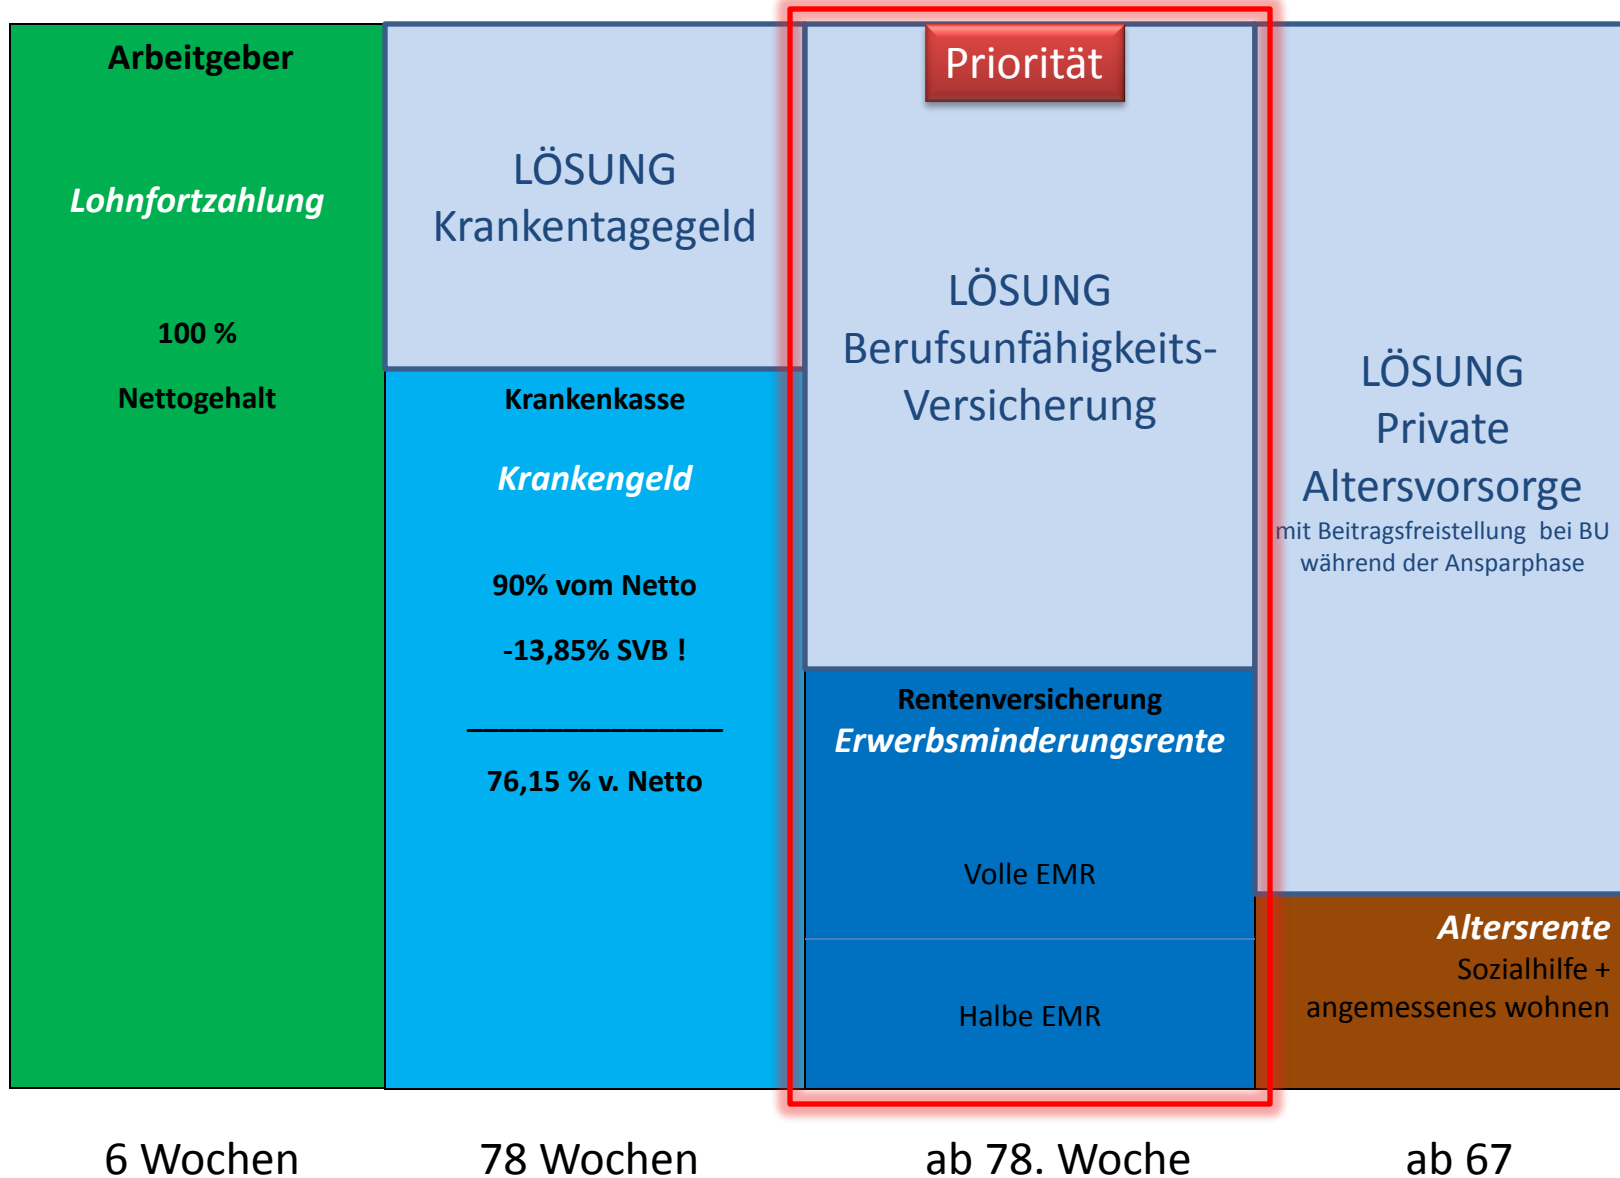 Arbeitgeber
Lohnfortzahlung
100 %
Nettogehalt
LÖSUNG
Krankentagegeld
Krankenkasse
Krankengeld
90% vom Netto
-13,85% SVB !
________________
76,15 % v. Netto
Priorität
LÖSUNG
Berufsunfähigkeits-
Versicherung
Rentenversicherung
Erwerbsminderungsrente
Volle EMR
Halbe EMR
LÖSUNG
Private
Altersvorsorge
mit Beitragsfreistellung bei BU
während der Ansparphase
Altersrente
Sozialhilfe +
angemessenes wohnen
6 Wochen
78 Wochen
ab 78. Woche
ab 67